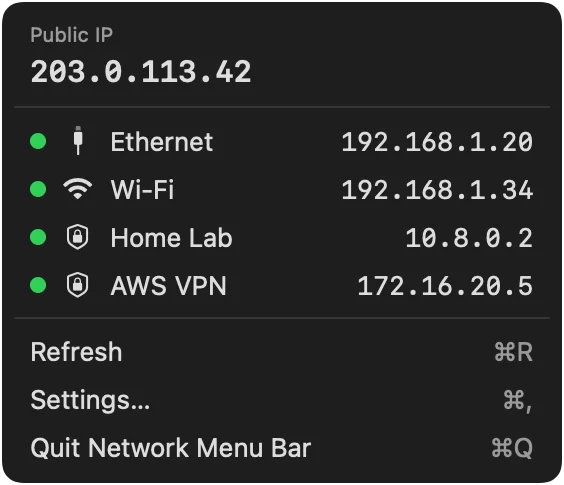 Public IP
203.0.113.42
Ethernet 192.168.1.20
Wi-Fi 192.168.1.34
Home Lab 10.8.0.2
AWS VPN 172.16.20.5
Refresh ⌘R
Settings... ⌘,
Quit Network Menu Bar ⌘Q